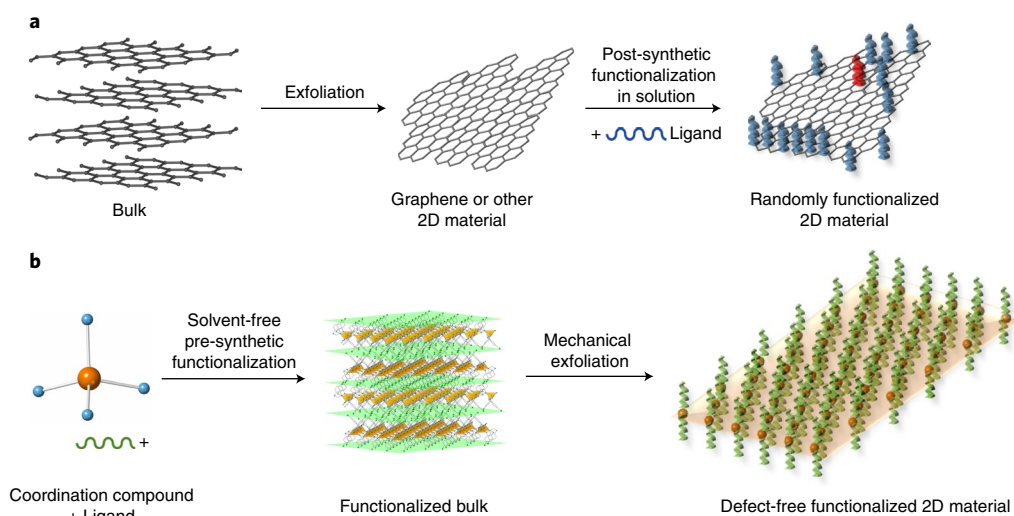 a
Exfoliation
Post-synthetic
functionalization
in solution
+ Ligand
Bulk
Graphene or other
2D material
Randomly functionalized
2D material
b
Solvent-free
pre-synthetic
functionalization
Mechanical
exfoliation
+
Coordination compound
+ Ligand
Functionalized bulk
Defect-free functionalized 2D material